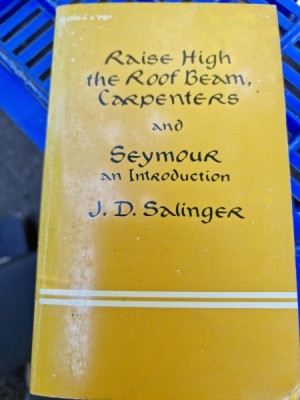 Raise High
the Roof Beam,
Carpenters
and
Seymour
an Introduction
J. D. Salinger